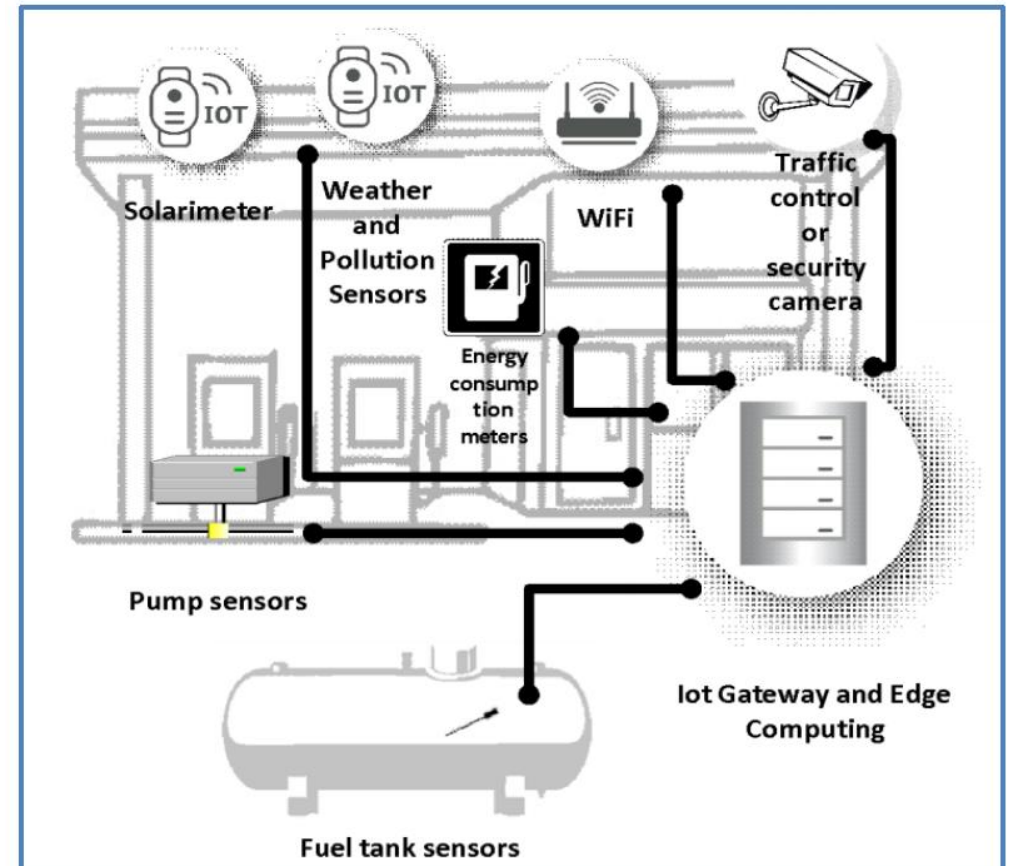 IOT
IOT
Solarimeter
Weather
and
Pollution
Sensors
WiFi
Traffic
control
or
security
camera
Energy
consump
tion
meters
Pump sensors
Iot Gateway and Edge
Computing
Fuel tank sensors